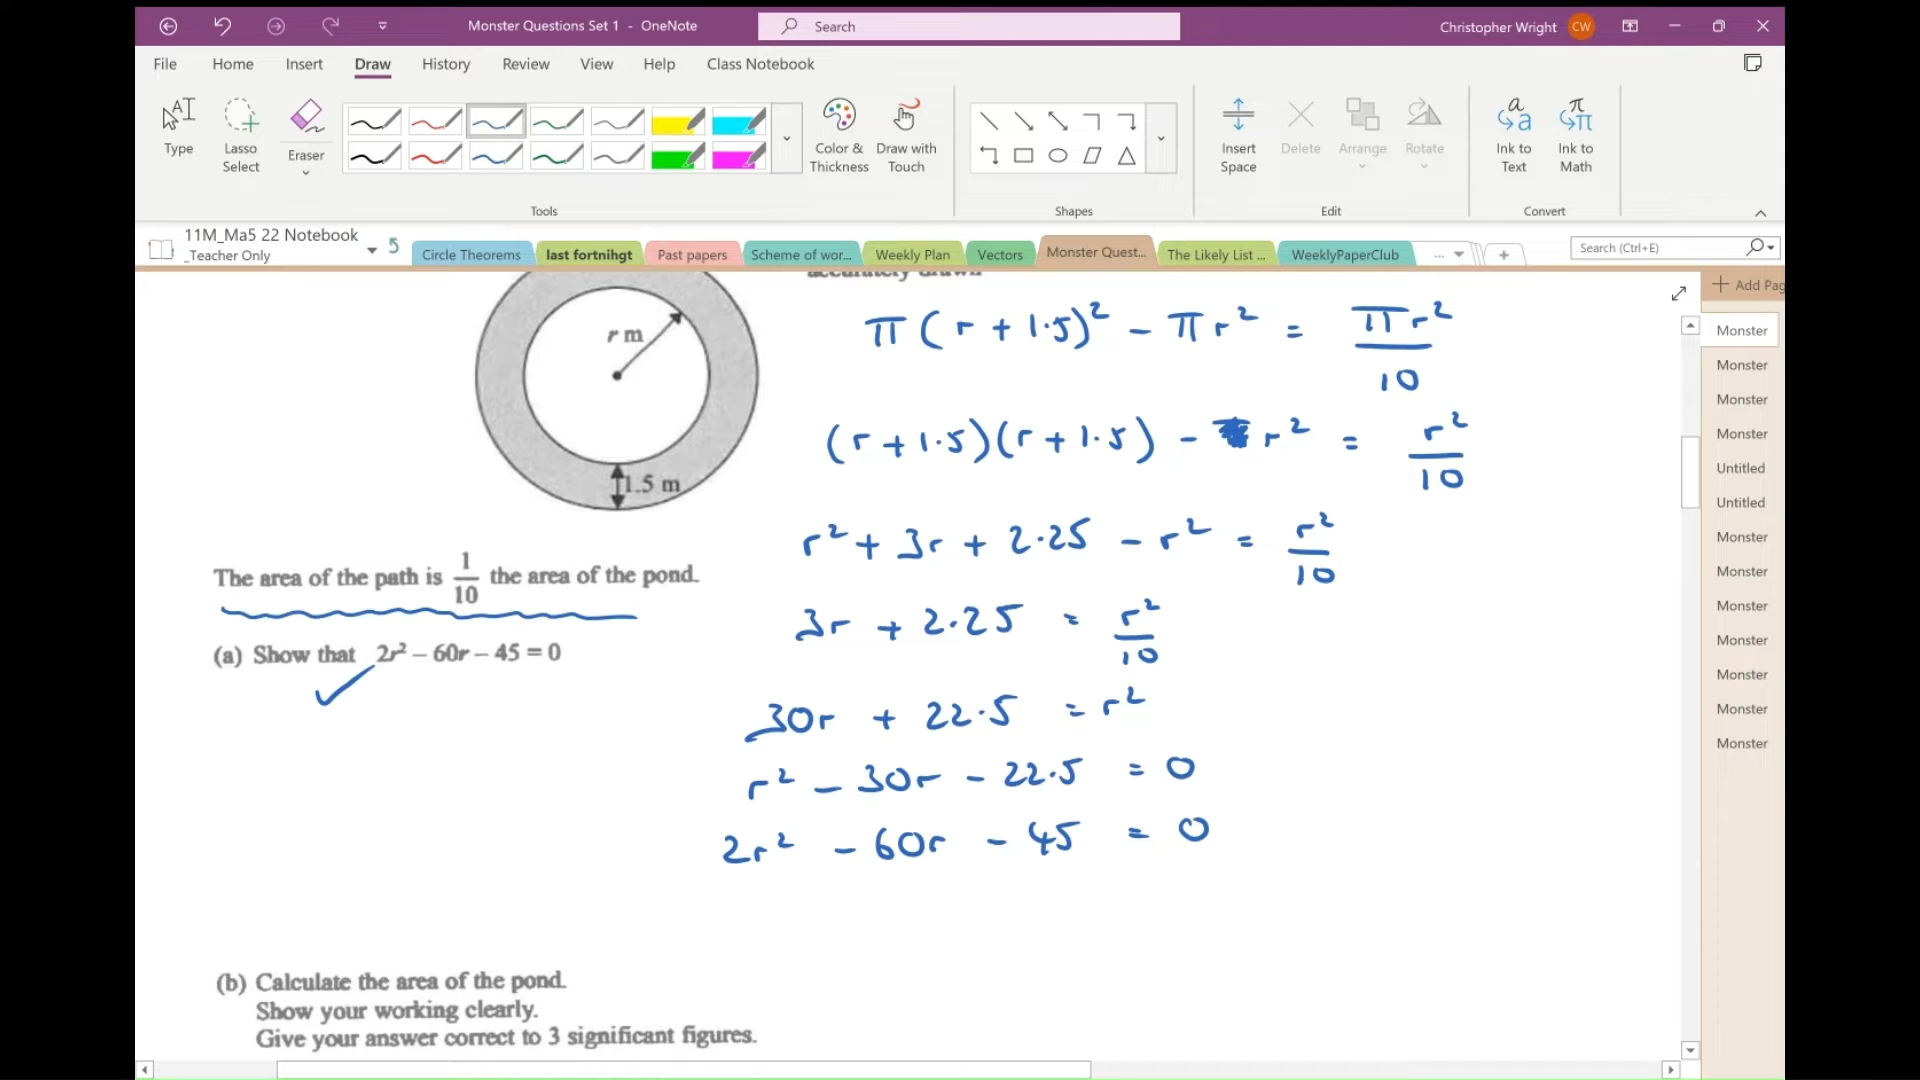 Monster Questions Set 1 - OneNote
Search
Christopher Wright CW
File Home Insert Draw History Review View Help Class Notebook
Type
Lasso Select
Eraser
Color & Thickness
Draw with Touch
Insert Space
Delete
Arrange
Rotate
Ink to Text
Ink to Math
Tools Shapes Edit Convert
11M_Ma5 22 Notebook
_Teacher Only
Circle Theorems last fortnihgt Past papers Scheme of wor... Weekly Plan Vectors Monster Quest... The Likely List ... WeeklyPaperClub ... Search (Ctrl+E)
accurately drawn
Add Pag
r m
1.5 m
π(r + 1.5)² - πr² = πr²/10
(r + 1.5)(r + 1.5) - r² = r²/10
r² + 3r + 2.25 - r² = r²/10
3r + 2.25 = r²/10
30r + 22.5 = r²
r² - 30r - 22.5 = 0
2r² - 60r - 45 = 0
The area of the path is 1/10 the area of the pond.
(a) Show that 2r² – 60r – 45 = 0
(b) Calculate the area of the pond.
Show your working clearly.
Give your answer correct to 3 significant figures.
Monster
Monster
Monster
Monster
Untitled
Untitled
Monster
Monster
Monster
Monster
Monster
Monster
Monster